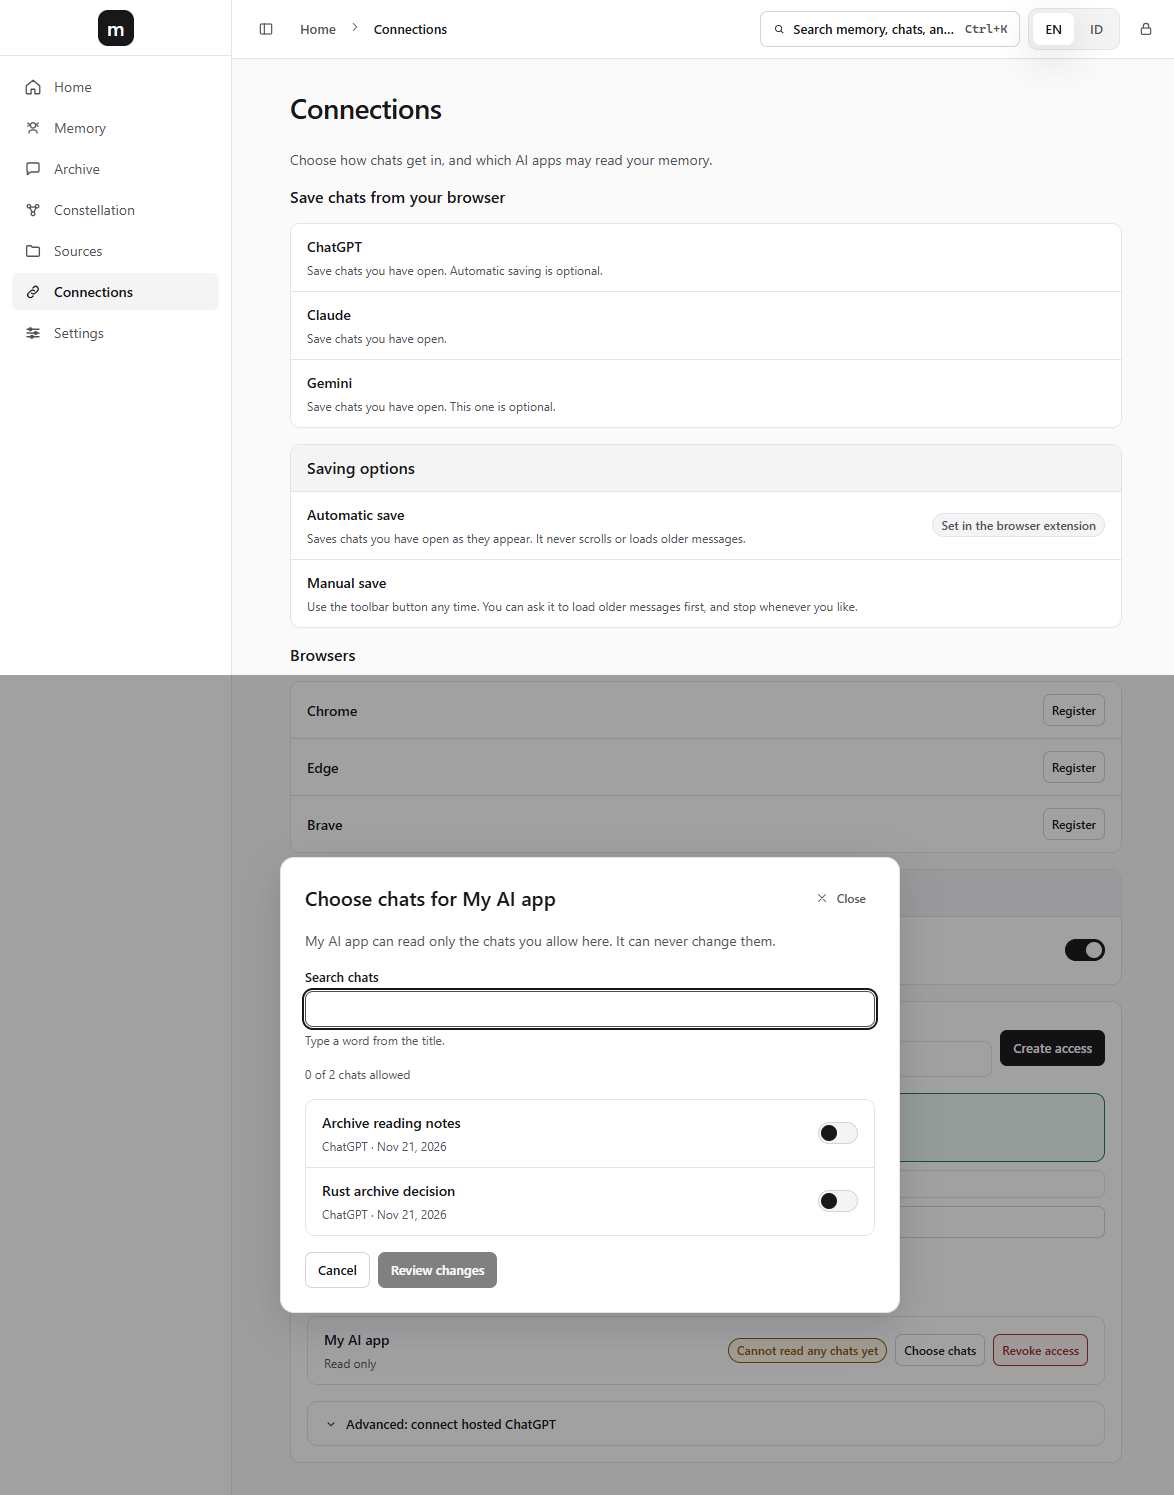 m
Home
Connections
Search memory, chats, an...
Ctrl+K
EN
ID
Home
Memory
Archive
Constellation
Sources
Connections
Settings
Connections
Choose how chats get in, and which AI apps may read your memory.
Save chats from your browser
ChatGPT
Save chats you have open. Automatic saving is optional.
Claude
Save chats you have open.
Gemini
Save chats you have open. This one is optional.
Saving options
Automatic save
Saves chats you have open as they appear. It never scrolls or loads older messages.
Set in the browser extension
Manual save
Use the toolbar button any time. You can ask it to load older messages first, and stop whenever you like.
Browsers
Chrome
Register
Edge
Register
Brave
Register
Choose chats for My AI app
Close
My AI app can read only the chats you allow here. It can never change them.
Search chats
Type a word from the title.
0 of 2 chats allowed
Archive reading notes
ChatGPT · Nov 21, 2026
Rust archive decision
ChatGPT · Nov 21, 2026
Cancel
Review changes
Create access
My AI app
Read only
Cannot read any chats yet
Choose chats
Revoke access
Advanced: connect hosted ChatGPT